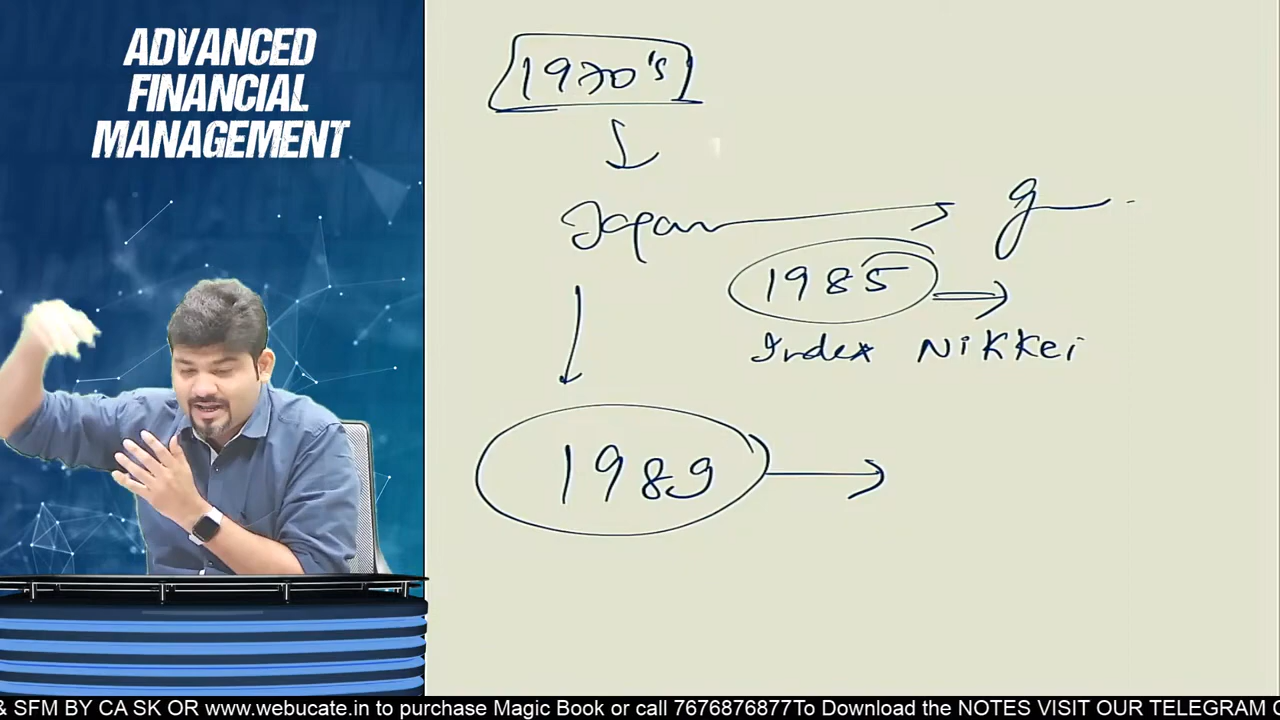 ADVANCED
FINANCIAL
MANAGEMENT
1970's
Japan g
1985
Index Nikkei
1989
& SFM BY CA SK OR www.webucate.in to purchase Magic Book or call 7676876877To Download the NOTES VISIT OUR TELEGRAM C